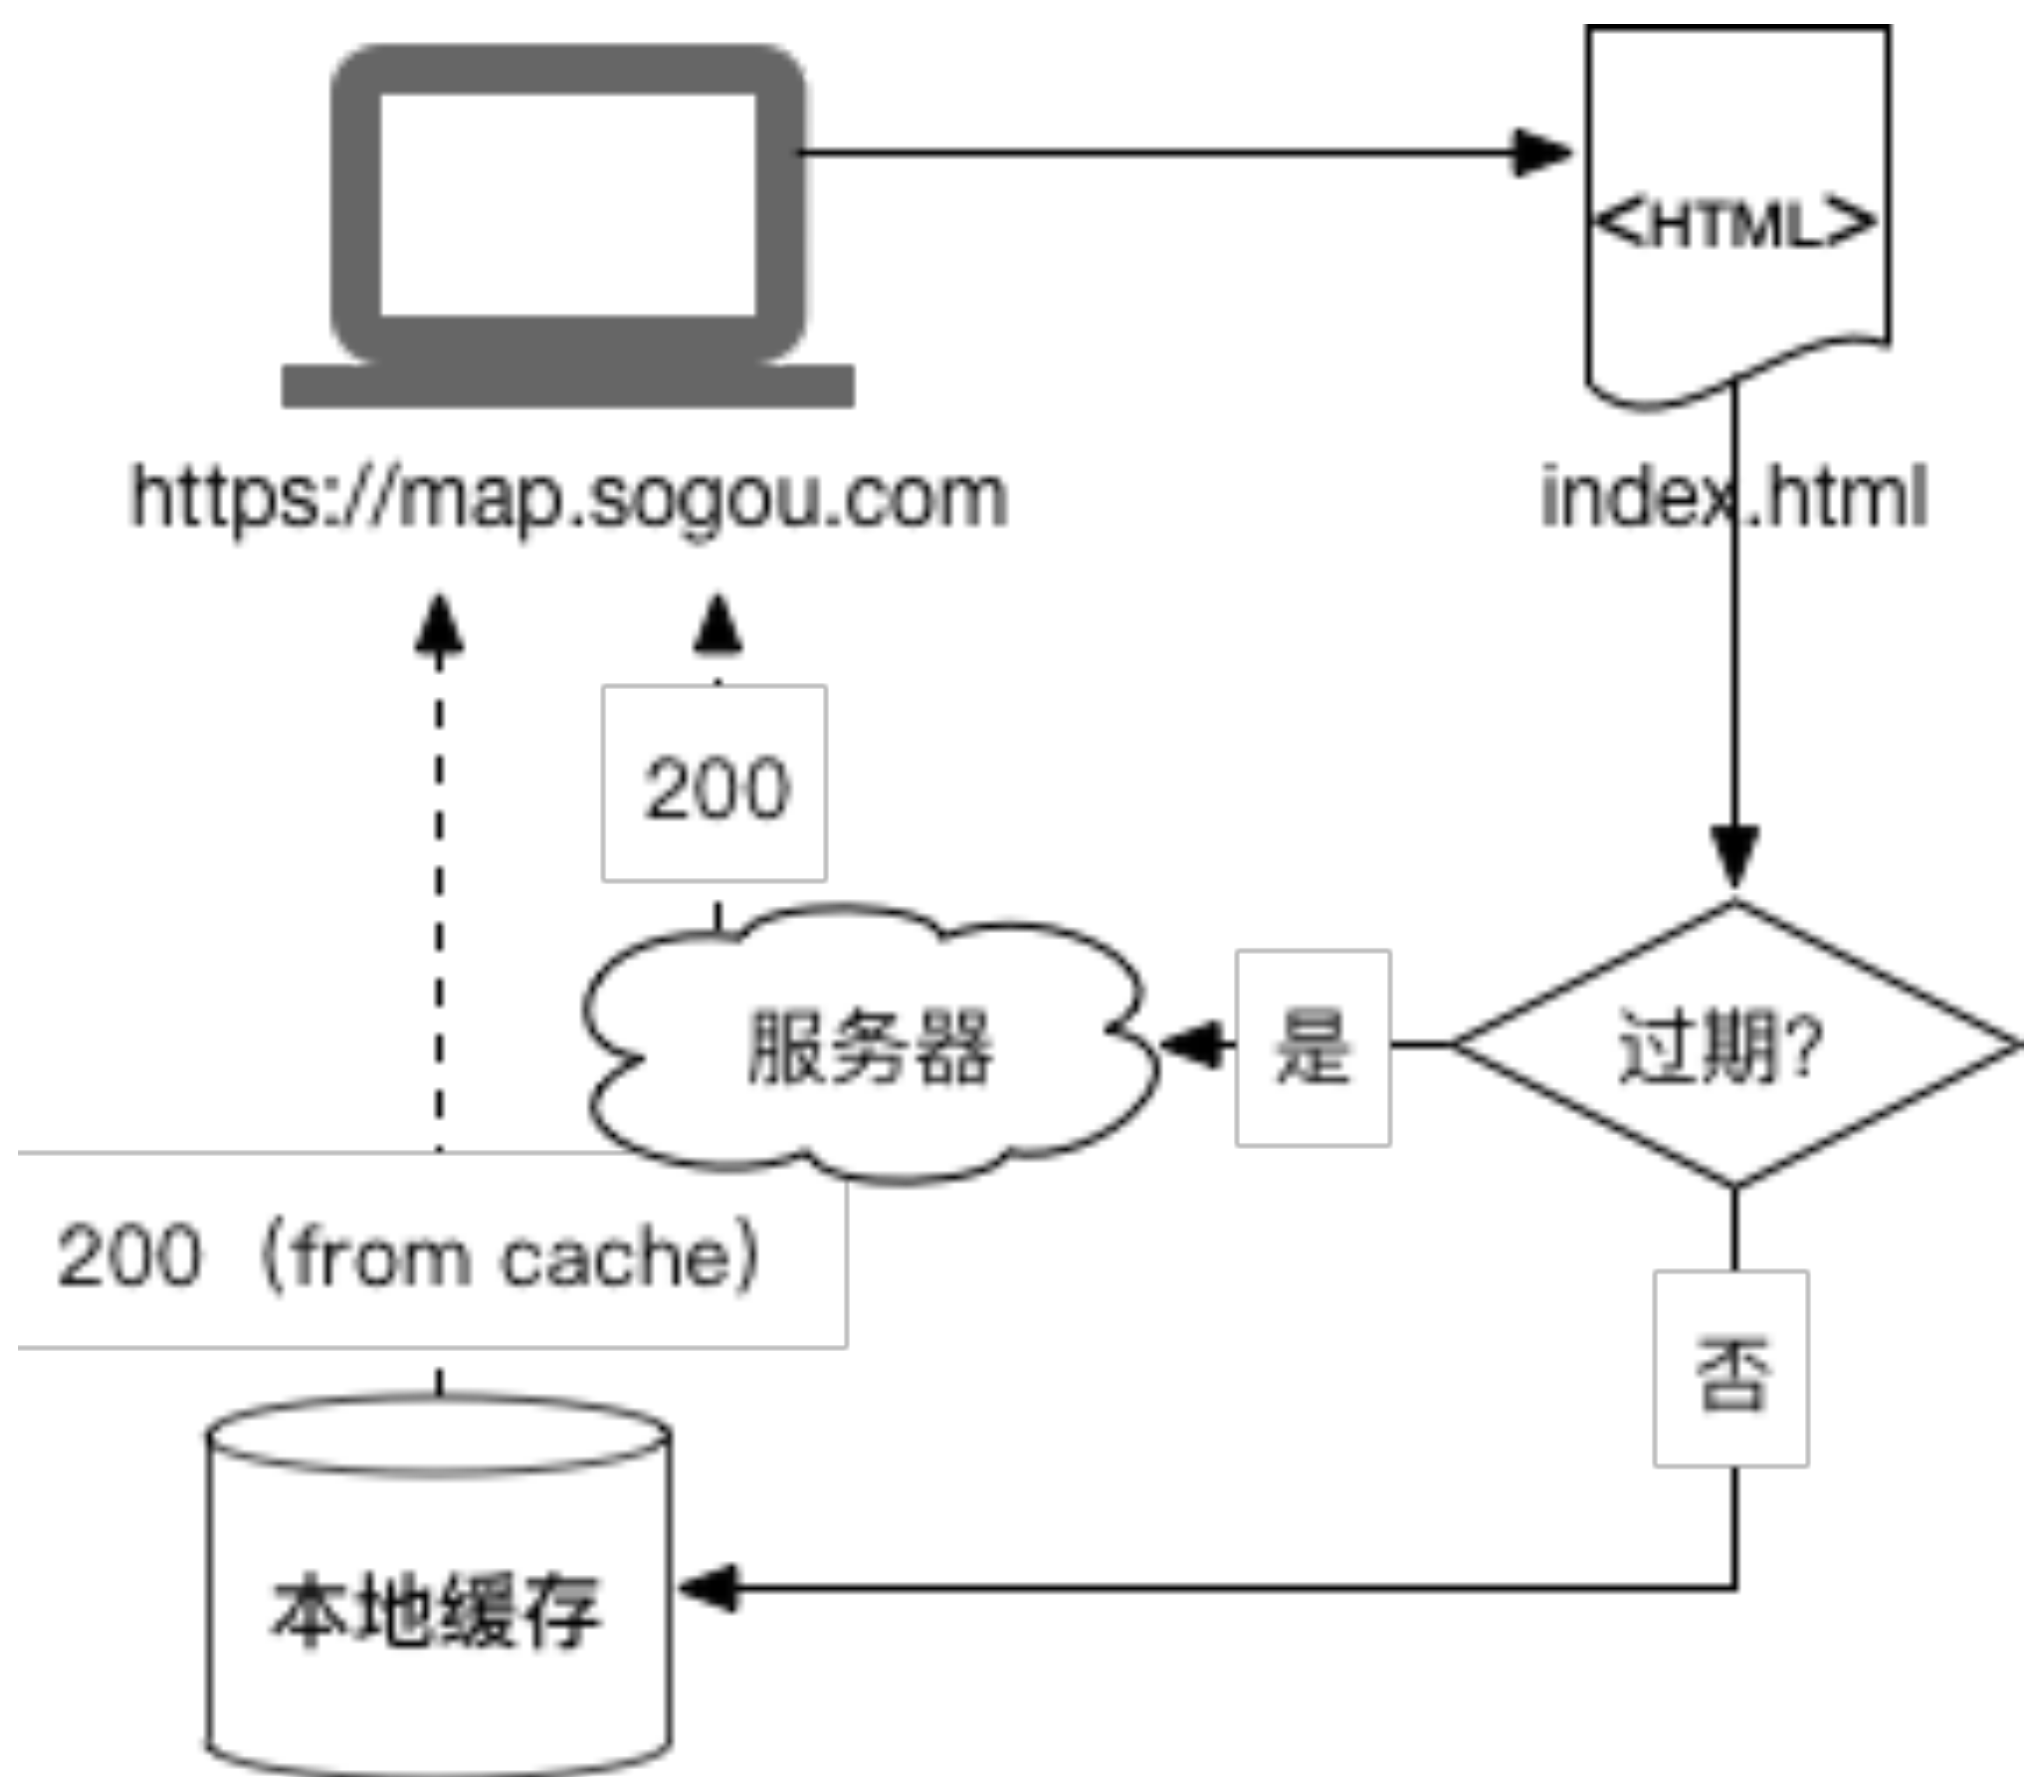 <HTML>
https://map.sogou.com
index.html
200
服务器
是
过期?
200（from cache）
否
本地缓存